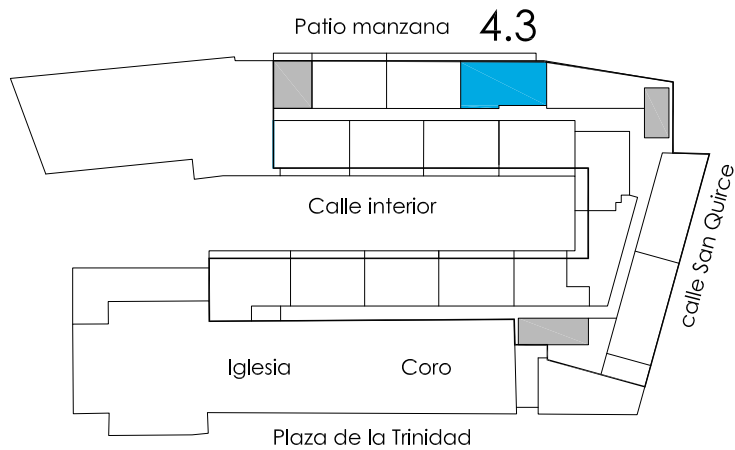 Patio manzana 4.3
Calle interior
calle San Quirce
Iglesia
Coro
Plaza de la Trinidad